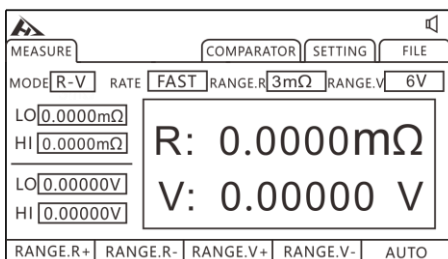 MEASURE COMPARATOR SETTING FILE
MODE R-V RATE FAST RANGE.R 3mΩ RANGE.V 6V
LO 0.0000mΩ
HI 0.0000mΩ
R: 0.0000mΩ
LO 0.00000V
HI 0.00000V
V: 0.00000 V
RANGE.R+ RANGE.R- RANGE.V+ RANGE.V- AUTO